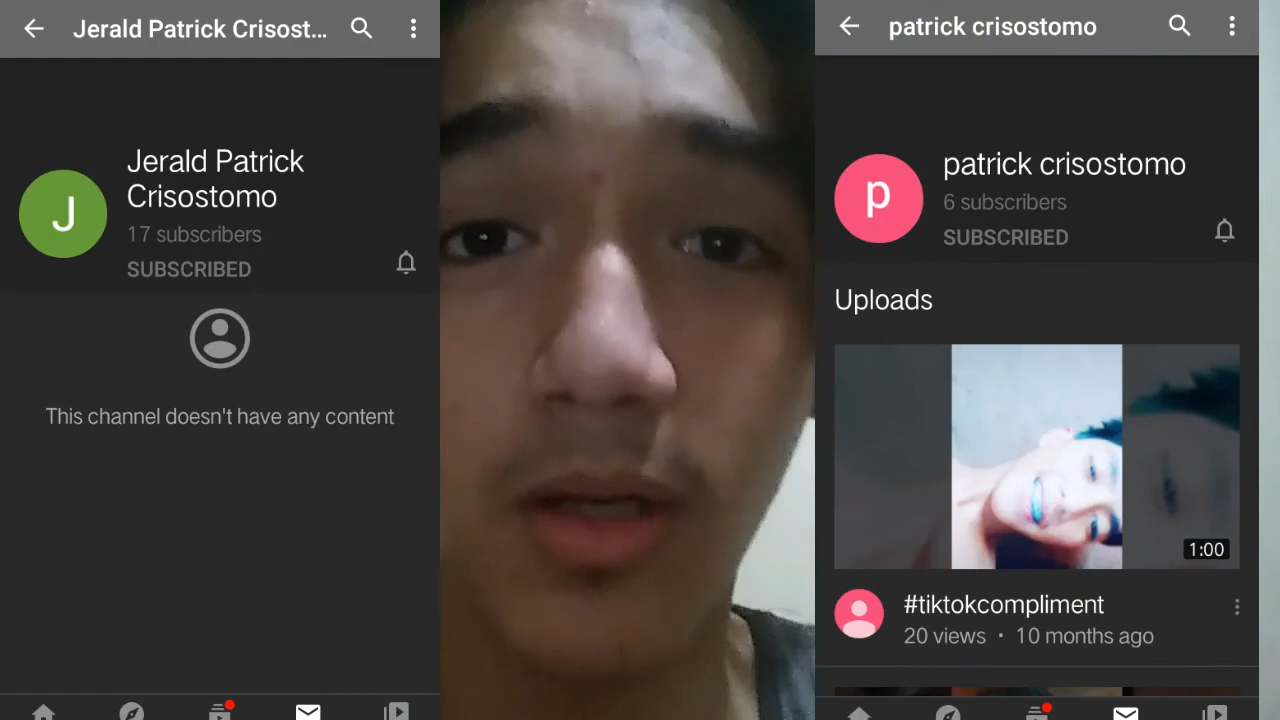 Jerald Patrick Crisost...
J
Jerald Patrick
Crisostomo
17 subscribers
SUBSCRIBED
This channel doesn't have any content
patrick crisostomo
p
patrick crisostomo
6 subscribers
SUBSCRIBED
Uploads
1:00
#tiktokcompliment
20 views · 10 months ago